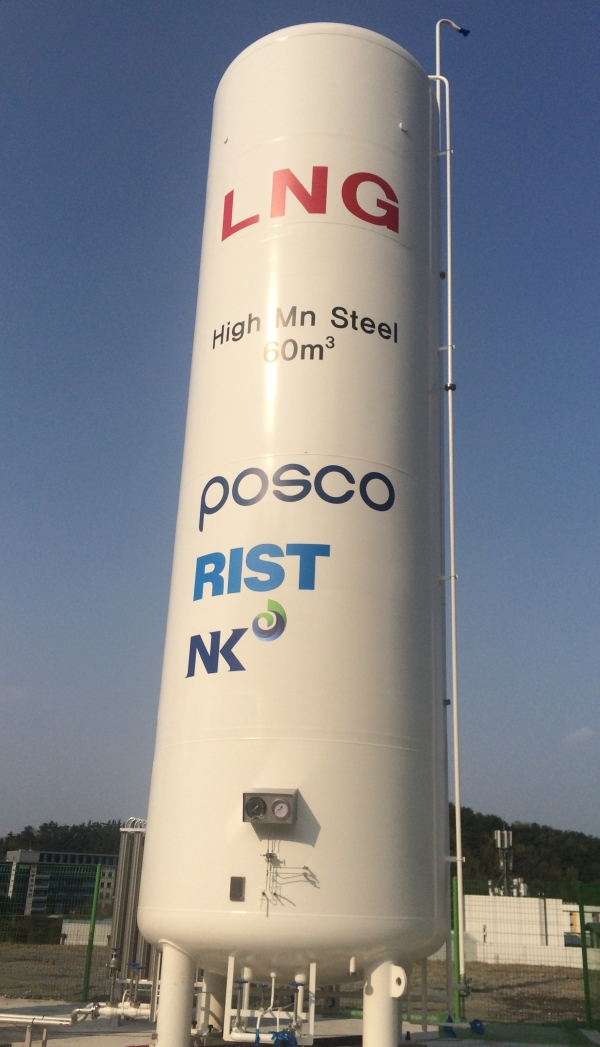 LNG
High Mn Steel
60m³
posco
RIST
NK